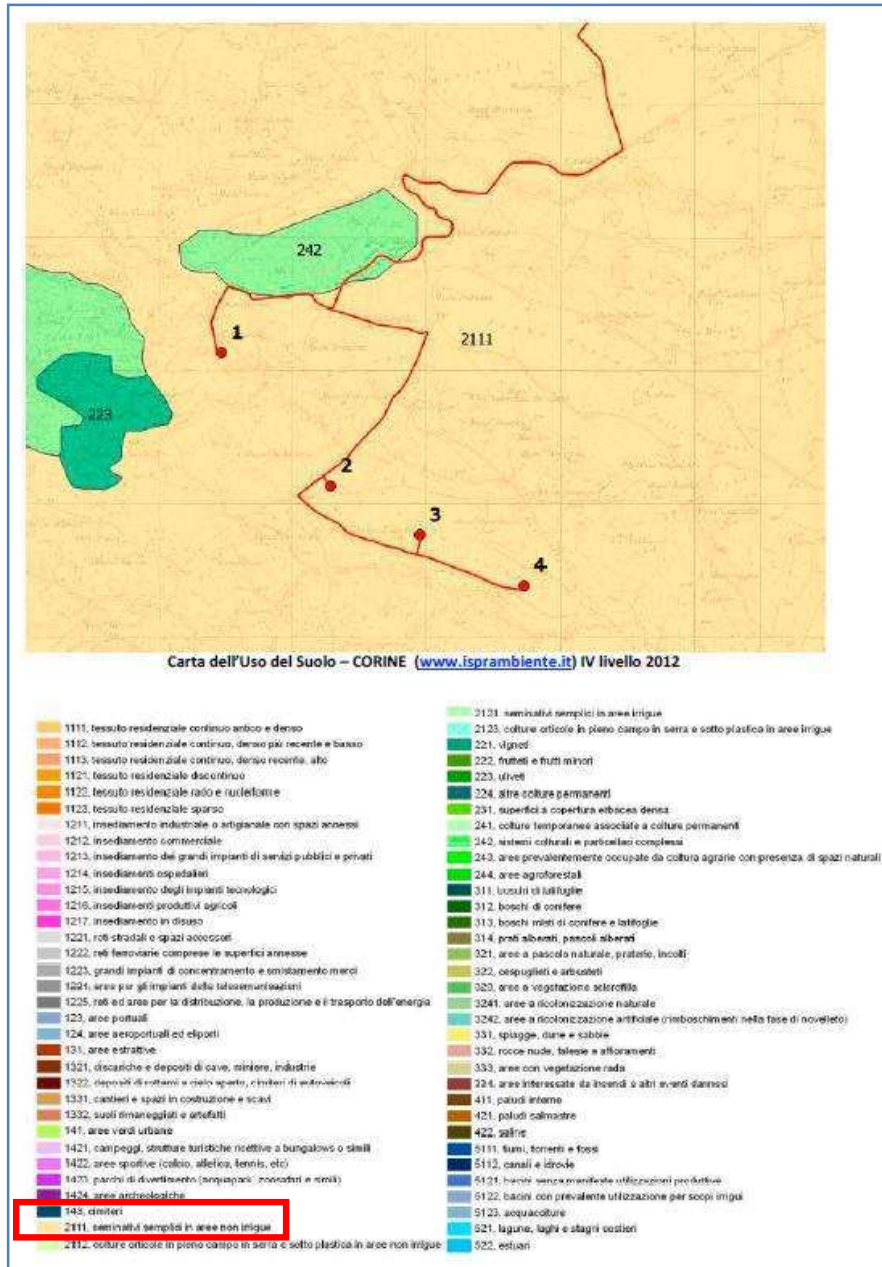 242
1
2111
223
2
3
4
Carta dell'Uso del Suolo – CORINE (www.isprambiente.it) IV livello 2012
1111, tessuto residenziale continuo antico e denso
1112, tessuto residenziale continuo, denso più recente e basso
1113, tessuto residenziale continuo, denso recente, alto
1121, tessuto residenziale discontinuo
1122, tessuto residenziale rado e nucleiforme
1123, tessuto residenziale sparso
1211, insediamento industriale o artigianale con spazi annessi
1212, insediamento commerciale
1213, insediamento dei grandi impianti di servizi pubblici e privati
1214, insediamenti ospedalieri
1215, insediamento degli impianti tecnologici
1216, insediamenti produttivi agricoli
1217, insediamento in disuso
1221, reti stradali e spazi accessori
1222, reti ferroviarie comprese le superfici annesse
1223, grandi impianti di concentramento e smistamento merci
1224, aree per gli impianti delle telecomunicazioni
1225, reti ed aree per la distribuzione, la produzione e il trasporto dell'energia
123, aree portuali
124, aree aeroportuali ed eliporti
131, aree estrattive
1321, discariche e depositi di cave, miniere, industrie
1322, depositi di rottami a cielo aperto, cimiteri di autoveicoli
1331, cantieri e spazi in costruzione e scavi
1332, suoli rimaneggiati e artefatti
141, aree verdi urbane
1421, campeggi, strutture turistiche ricettive a bungalows o simili
1422, aree sportive (calcio, atletica, tennis, etc)
1423, parchi di divertimento (acquapark, zoosafari e simili)
1424, aree archeologiche
143, cimiteri
2111, seminativi semplici in aree non irrigue
2112, colture orticole in pieno campo in serra e sotto plastica in aree non irrigue
2121, seminativi semplici in aree irrigue
2123, colture orticole in pieno campo in serra e sotto plastica in aree irrigue
221, vigneti
222, frutteti e frutti minori
223, uliveti
224, altre colture permanenti
231, superfici a copertura erbacea densa
241, colture temporanee associate a colture permanenti
242, sistemi colturali e particellari complessi
243, aree prevalentemente occupate da coltura agrarie con presenza di spazi naturali
244, aree agroforestali
311, boschi di latifoglie
312, boschi di conifere
313, boschi misti di conifere e latifoglie
314, prati alberati, pascoli alberati
321, aree a pascolo naturale, praterie, incolti
322, cespuglieti e arbusteti
323, aree a vegetazione sclerofilla
3241, aree a ricolonizzazione naturale
3242, aree a ricolonizzazione artificiale (rimboschimenti nella fase di novelleto)
331, spiagge, dune e sabbie
332, rocce nude, falesie e affioramenti
333, aree con vegetazione rada
334, aree interessate da incendi o altri eventi dannosi
411, paludi interne
421, paludi salmastre
422, saline
5111, fiumi, torrenti e fossi
5112, canali e idrovie
5121, bacini senza manifeste utilizzazioni produttive
5122, bacini con prevalente utilizzazione per scopi irrigui
5123, acquacolture
521, lagune, laghi e stagni costieri
522, estuari